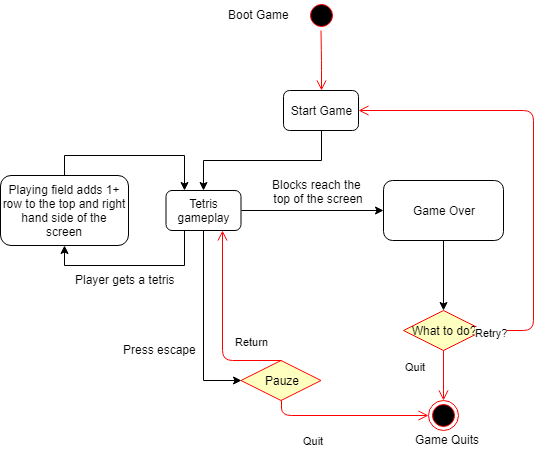 Boot Game
Start Game
Playing field adds 1+
row to the top and right
hand side of the
screen
Tetris
gameplay
Blocks reach the
top of the screen
Game Over
Player gets a tetris
What to do?
Retry?
Return
Press escape
Quit
Pauze
Quit
Game Quits